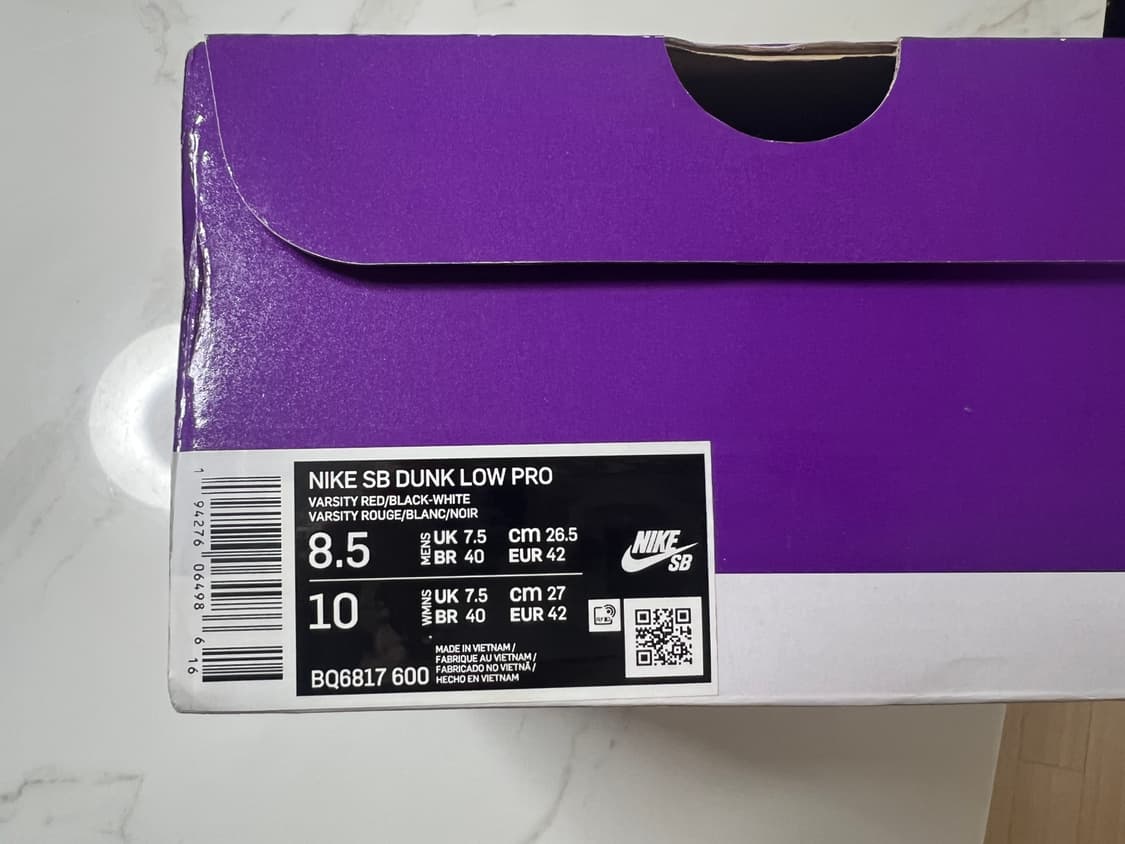 NIKE SB DUNK LOW PRO
VARSITY RED/BLACK-WHITE
VARSITY ROUGE/BLANC/NOIR
8.5 MENS UK 7.5 cm 26.5
BR 40 EUR 42
10 WMNS UK 7.5 cm 27
BR 40 EUR 42
BQ6817 600
MADE IN VIETNAM /
FABRIQUE AU VIETNAM /
FABRICADO NO VIETNÃ /
HECHO EN VIETNAM
NIKE
SB
1 94276 06498 6 16